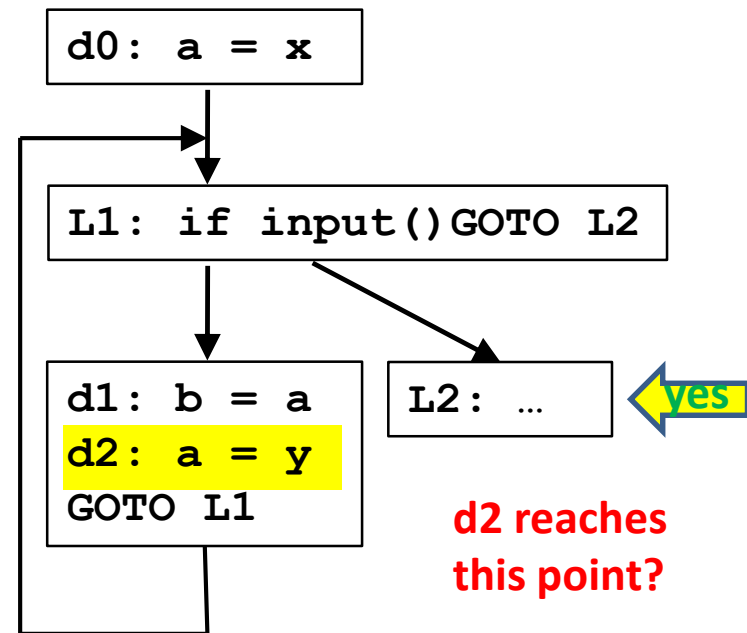 d0: a = x
L1: if input()GOTO L2
d1: b = a
d2: a = y
GOTO L1
L2: …
yes
d2 reaches
this point?